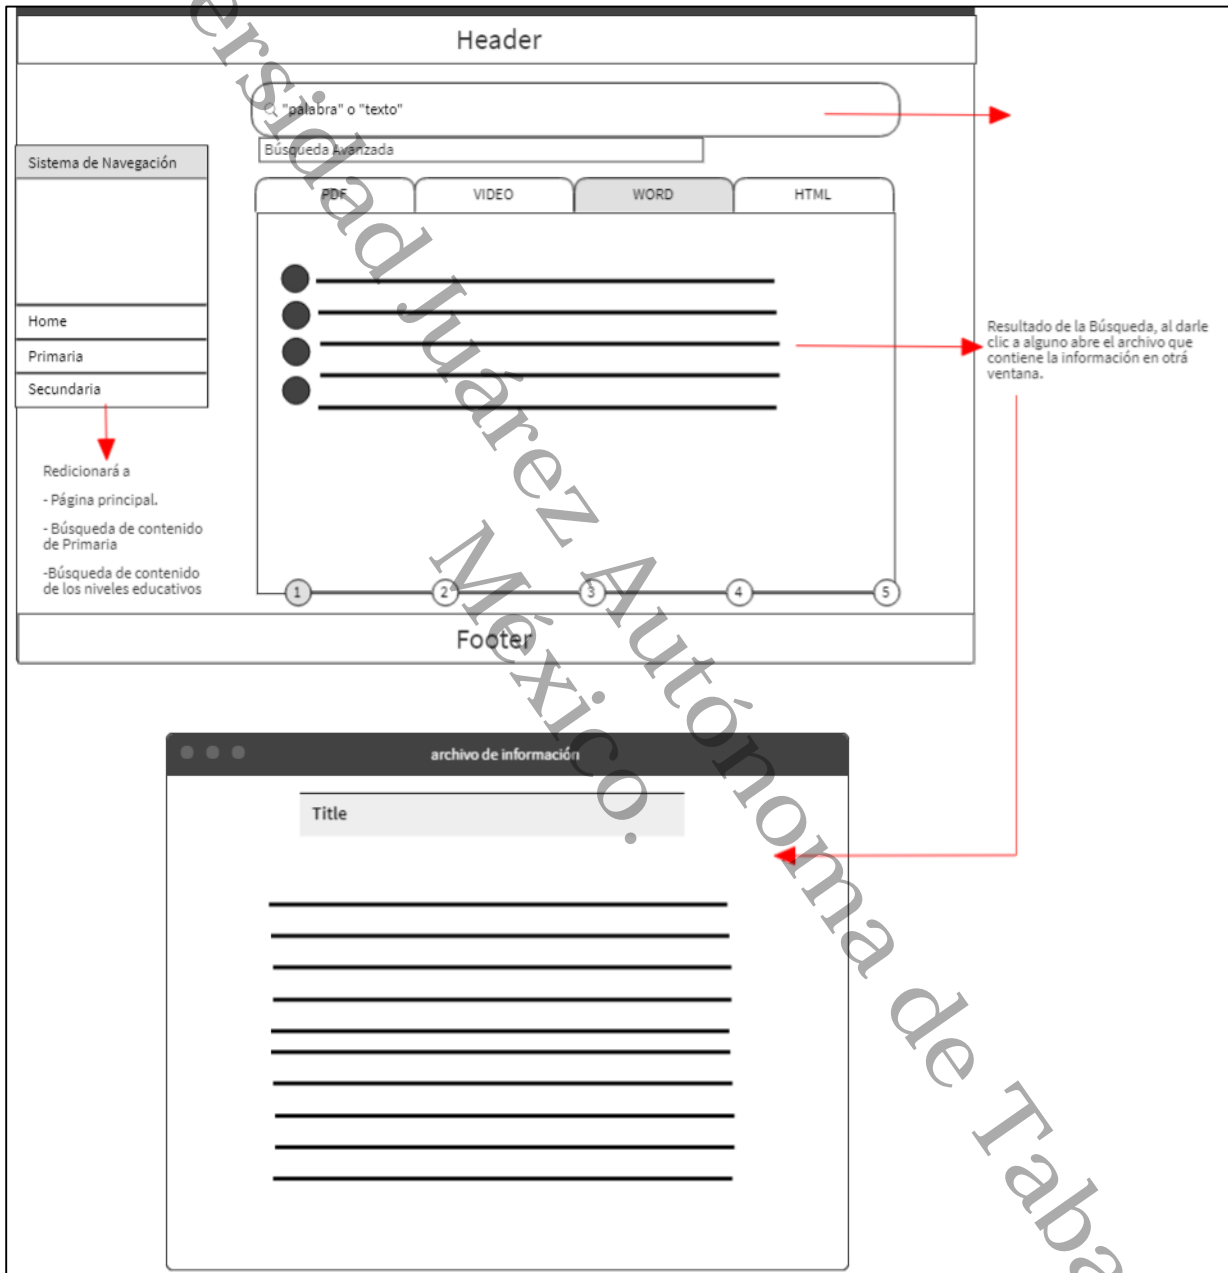 Header
"palabra" o "texto"
Búsqueda Avanzada
Sistema de Navegación
PDF
VIDEO
WORD
HTML
Home
Primaria
Secundaria
Resultado de la Búsqueda, al darle
clic a alguno abre el archivo que
contiene la información en otrá
ventana.
Redicionará a
- Página principal.
- Búsqueda de contenido
de Primaria
-Búsqueda de contenido
de los niveles educativos
1
2
3
4
5
Footer
archivo de información
Title
ersidad Juárez Autónoma de Taba
México.